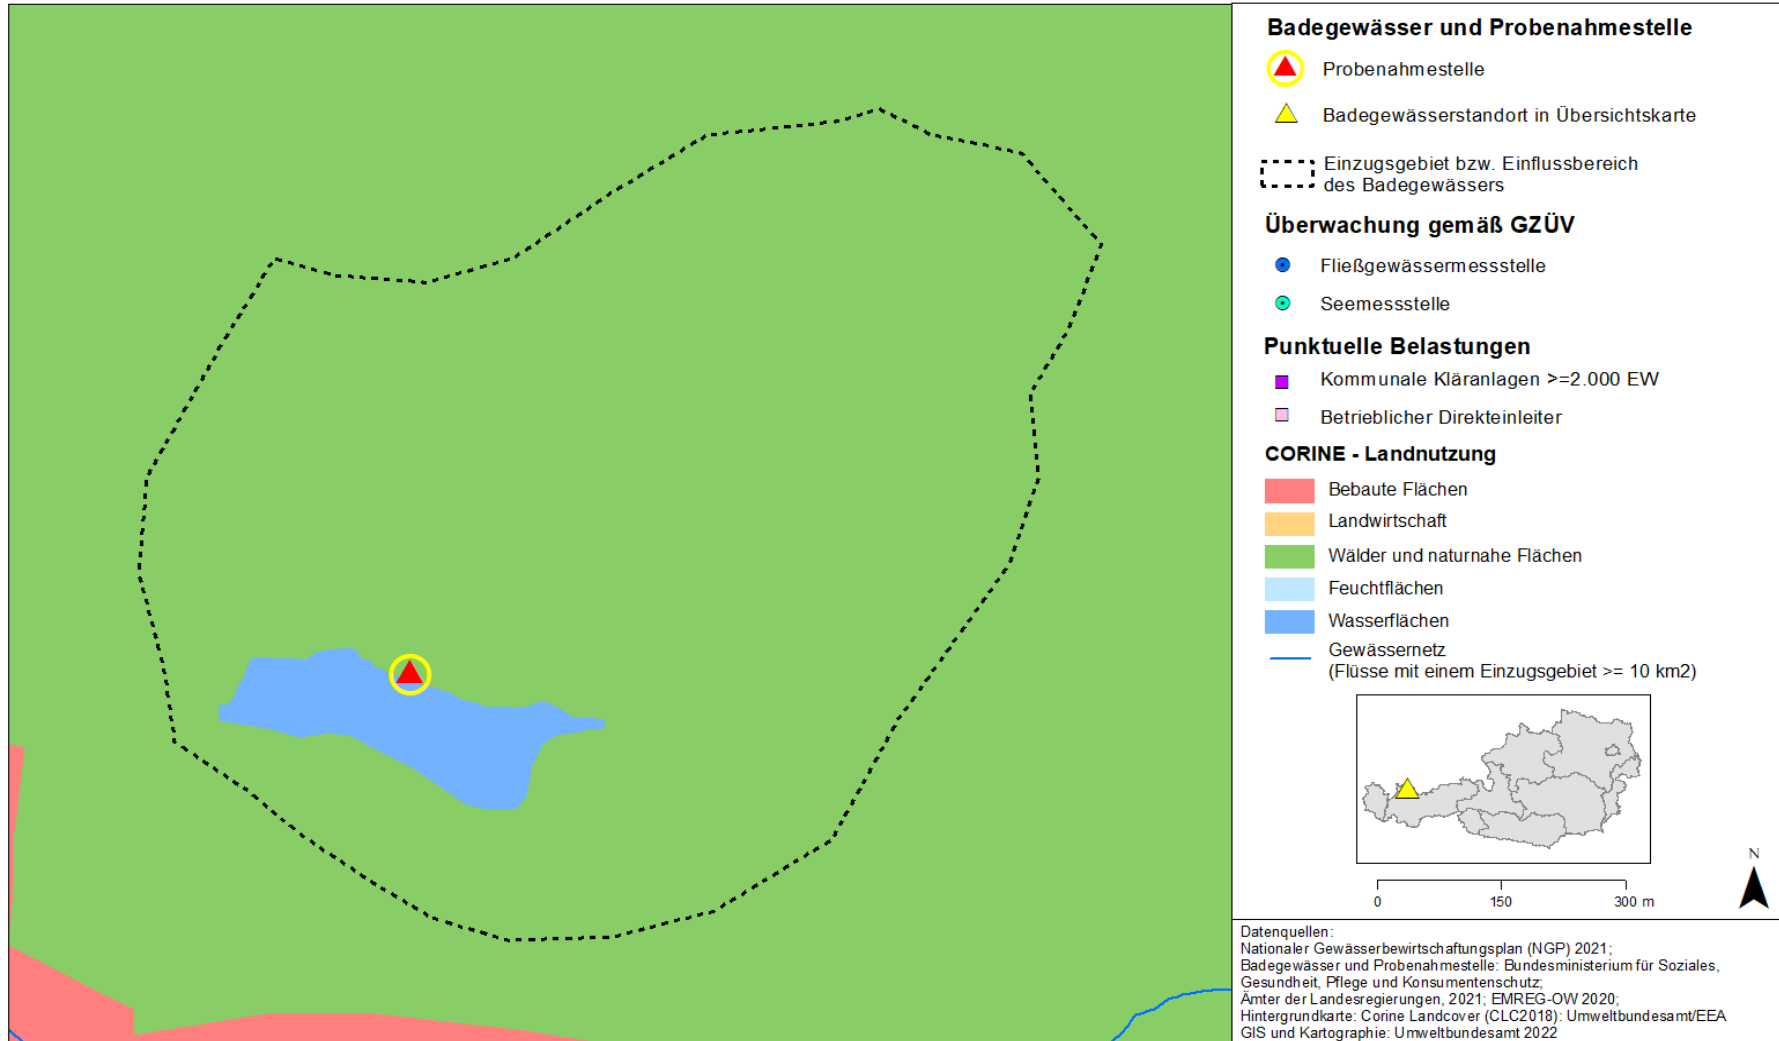 Badegewässer und Probenahmestelle
Probenahmestelle
Badegewässerstandort in Übersichtskarte
Einzugsgebiet bzw. Einflussbereich
des Badegewässers
Überwachung gemäß GZÜV
Fließgewässermessstelle
Seemessstelle
Punktuelle Belastungen
Kommunale Kläranlagen >=2.000 EW
Betrieblicher Direkteinleiter
CORINE - Landnutzung
Bebaute Flächen
Landwirtschaft
Wälder und naturnahe Flächen
Feuchtflächen
Wasserflächen
Gewässernetz
(Flüsse mit einem Einzugsgebiet >= 10 km2)
N
0 150 300 m
Datenquellen:
Nationaler Gewässerbewirtschaftungsplan (NGP) 2021;
Badegewässer und Probenahmestelle: Bundesministerium für Soziales,
Gesundheit, Pflege und Konsumentenschutz;
Ämter der Landesregierungen, 2021; EMREG-OW 2020;
Hintergrundkarte: Corine Landcover (CLC2018): Umweltbundesamt/EEA
GIS und Kartographie: Umweltbundesamt 2022